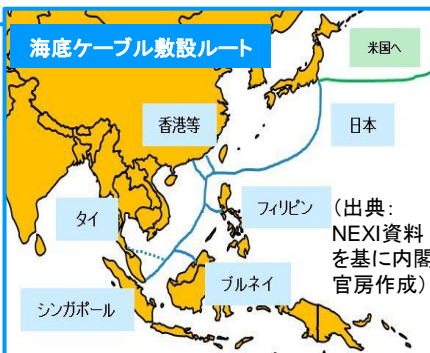 海底ケーブル敷設ルート
米国へ
香港等
日本
タイ
フィリピン
(出典:
NEXI資料
を基に内閣
官房作成)
ブルネイ
シンガポール